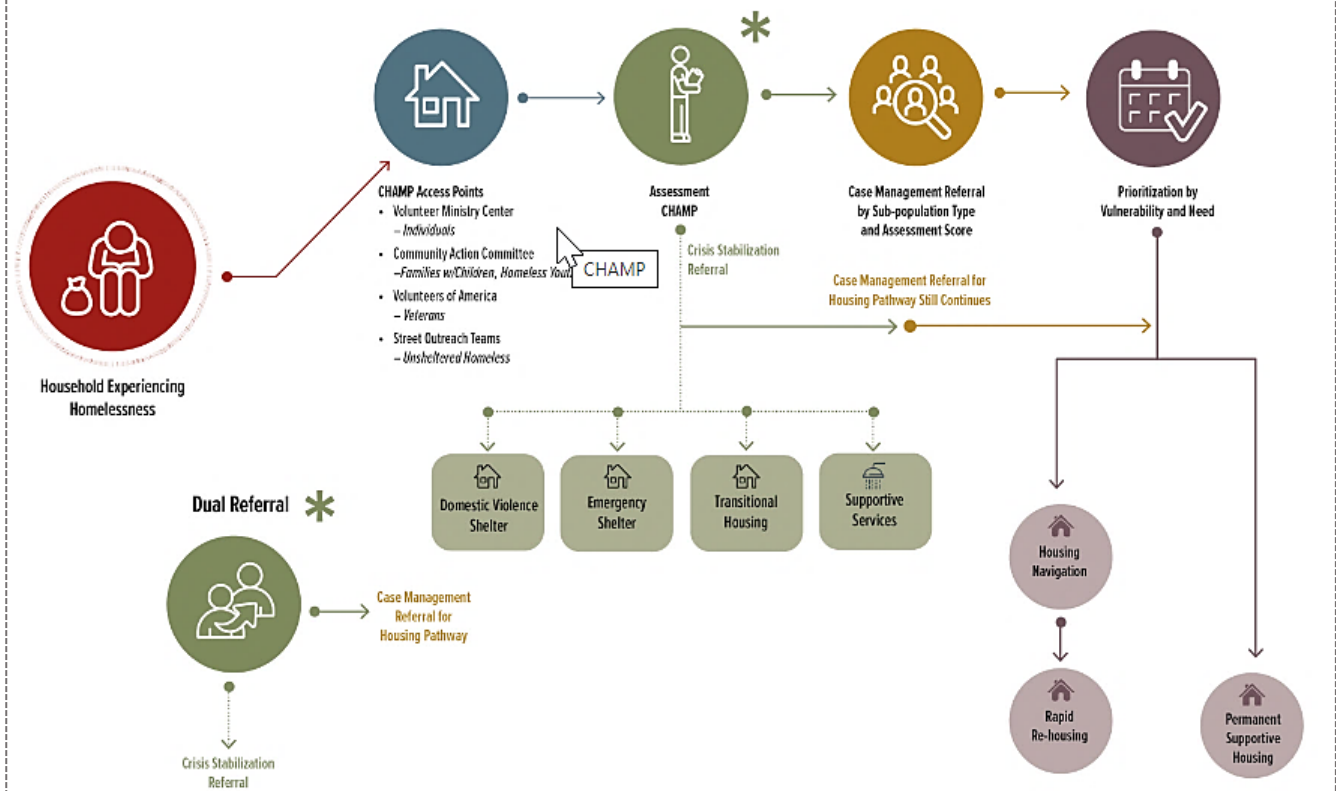 CHAMP Access Points
• Volunteer Ministry Center
– Individuals
• Community Action Committee
–Families w/Children, Homeless
• Volunteers of America
– Veterans
• Street Outreach Teams
– Unsheltered Homeless
CHAMP
Assessment
CHAMP
Case Management Referral
by Sub-population Type
and Assessment Score
Prioritization by
Vulnerability and Need
Crisis Stabilization
Referral
Case Management Referral for
Housing Pathway Still Continues
Household Experiencing
Homelessness
Domestic Violence
Shelter
Emergency
Shelter
Transitional
Housing
Supportive
Services
Dual Referral *
Case Management
Referral for
Housing Pathway
Crisis Stabilization
Referral
Housing
Navigation
Rapid
Re-housing
Permanent
Supportive
Housing